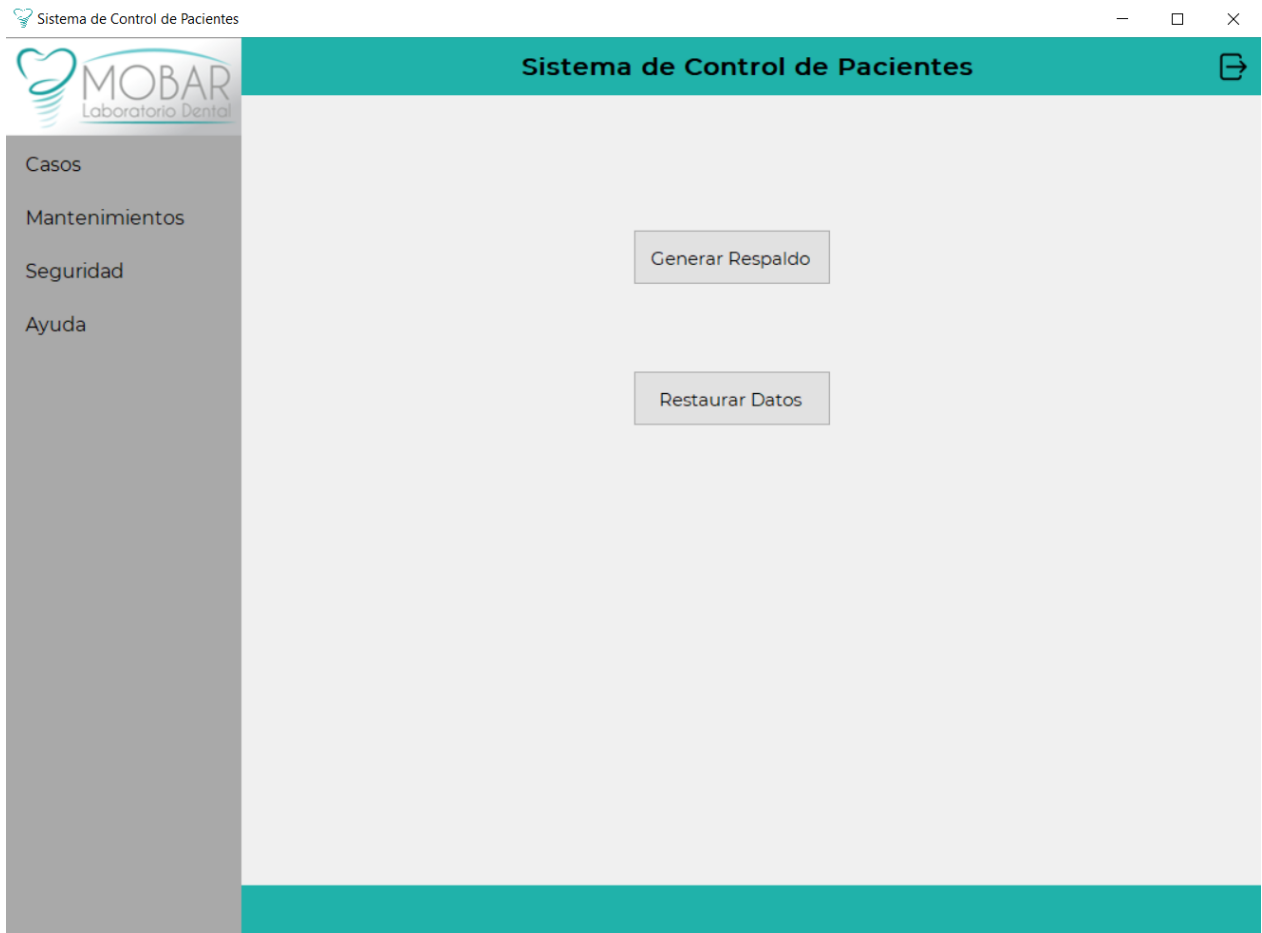 Sistema de Control de Pacientes
MOBAR
Laboratorio Dental
Sistema de Control de Pacientes
Casos
Mantenimientos
Seguridad
Ayuda
Generar Respaldo
Restaurar Datos